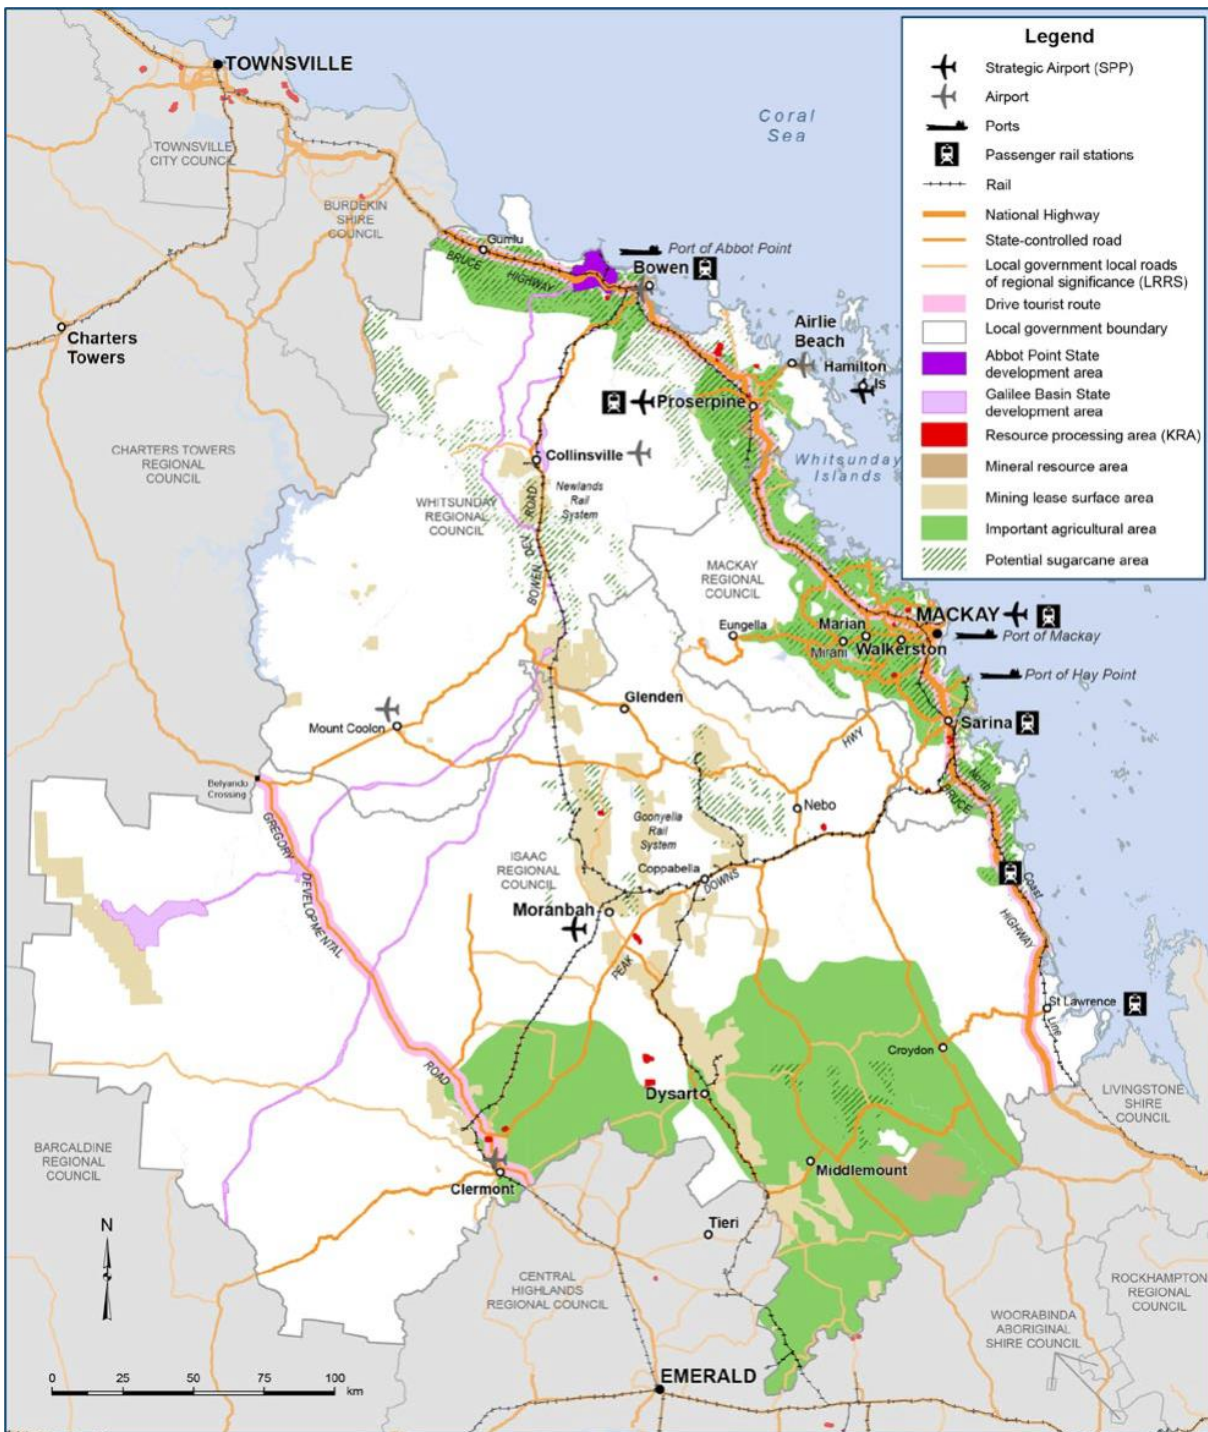 Legend
Strategic Airport (SPP)
Airport
Ports
Passenger rail stations
Rail
National Highway
State-controlled road
Local government local roads
of regional significance (LRRS)
Drive tourist route
Local government boundary
Abbot Point State
development area
Galilee Basin State
development area
Resource processing area (KRA)
Mineral resource area
Mining lease surface area
Important agricultural area
Potential sugarcane area
TOWNSVILLE
Coral
Sea
TOWNSVILLE
CITY COUNCIL
BURDEKIN
SHIRE
COUNCIL
Gumlu
BRUCE
HIGHWAY
Port of Abbot Point
Bowen
Charters
Towers
Airlie
Beach
Hamilton
Is
Proserpine
CHARTERS TOWERS
REGIONAL
COUNCIL
Collinsville
Whitsunday
Islands
WHITSUNDAY
REGIONAL
COUNCIL
Newlands
Rail
System
BOWEN DEV ROAD
MACKAY
REGIONAL
COUNCIL
Eungella
Marian
Mirani
Walkerston
MACKAY
Port of Mackay
Port of Hay Point
Glenden
Mount Coolon
Sarina
HWY
Belyando
Crossing
Nebo
North
BRUCE
Goonyella
Rail
System
GREGORY
DEVELOPMENTAL
ISAAC
REGIONAL
COUNCIL
Coppabella
DOWNS
Coast
Moranbah
HIGHWAY
PEAK
St Lawrence
Line
Croydon
ROAD
Dysart
LIVINGSTONE
SHIRE
COUNCIL
BARCALDINE
REGIONAL
COUNCIL
Middlemount
Clermont
Tieri
N
CENTRAL
HIGHLANDS
REGIONAL COUNCIL
ROCKHAMPTON
REGIONAL
COUNCIL
WOORABINDA
ABORIGINAL
SHIRE COUNCIL
0 25 50 75 100
km
EMERALD